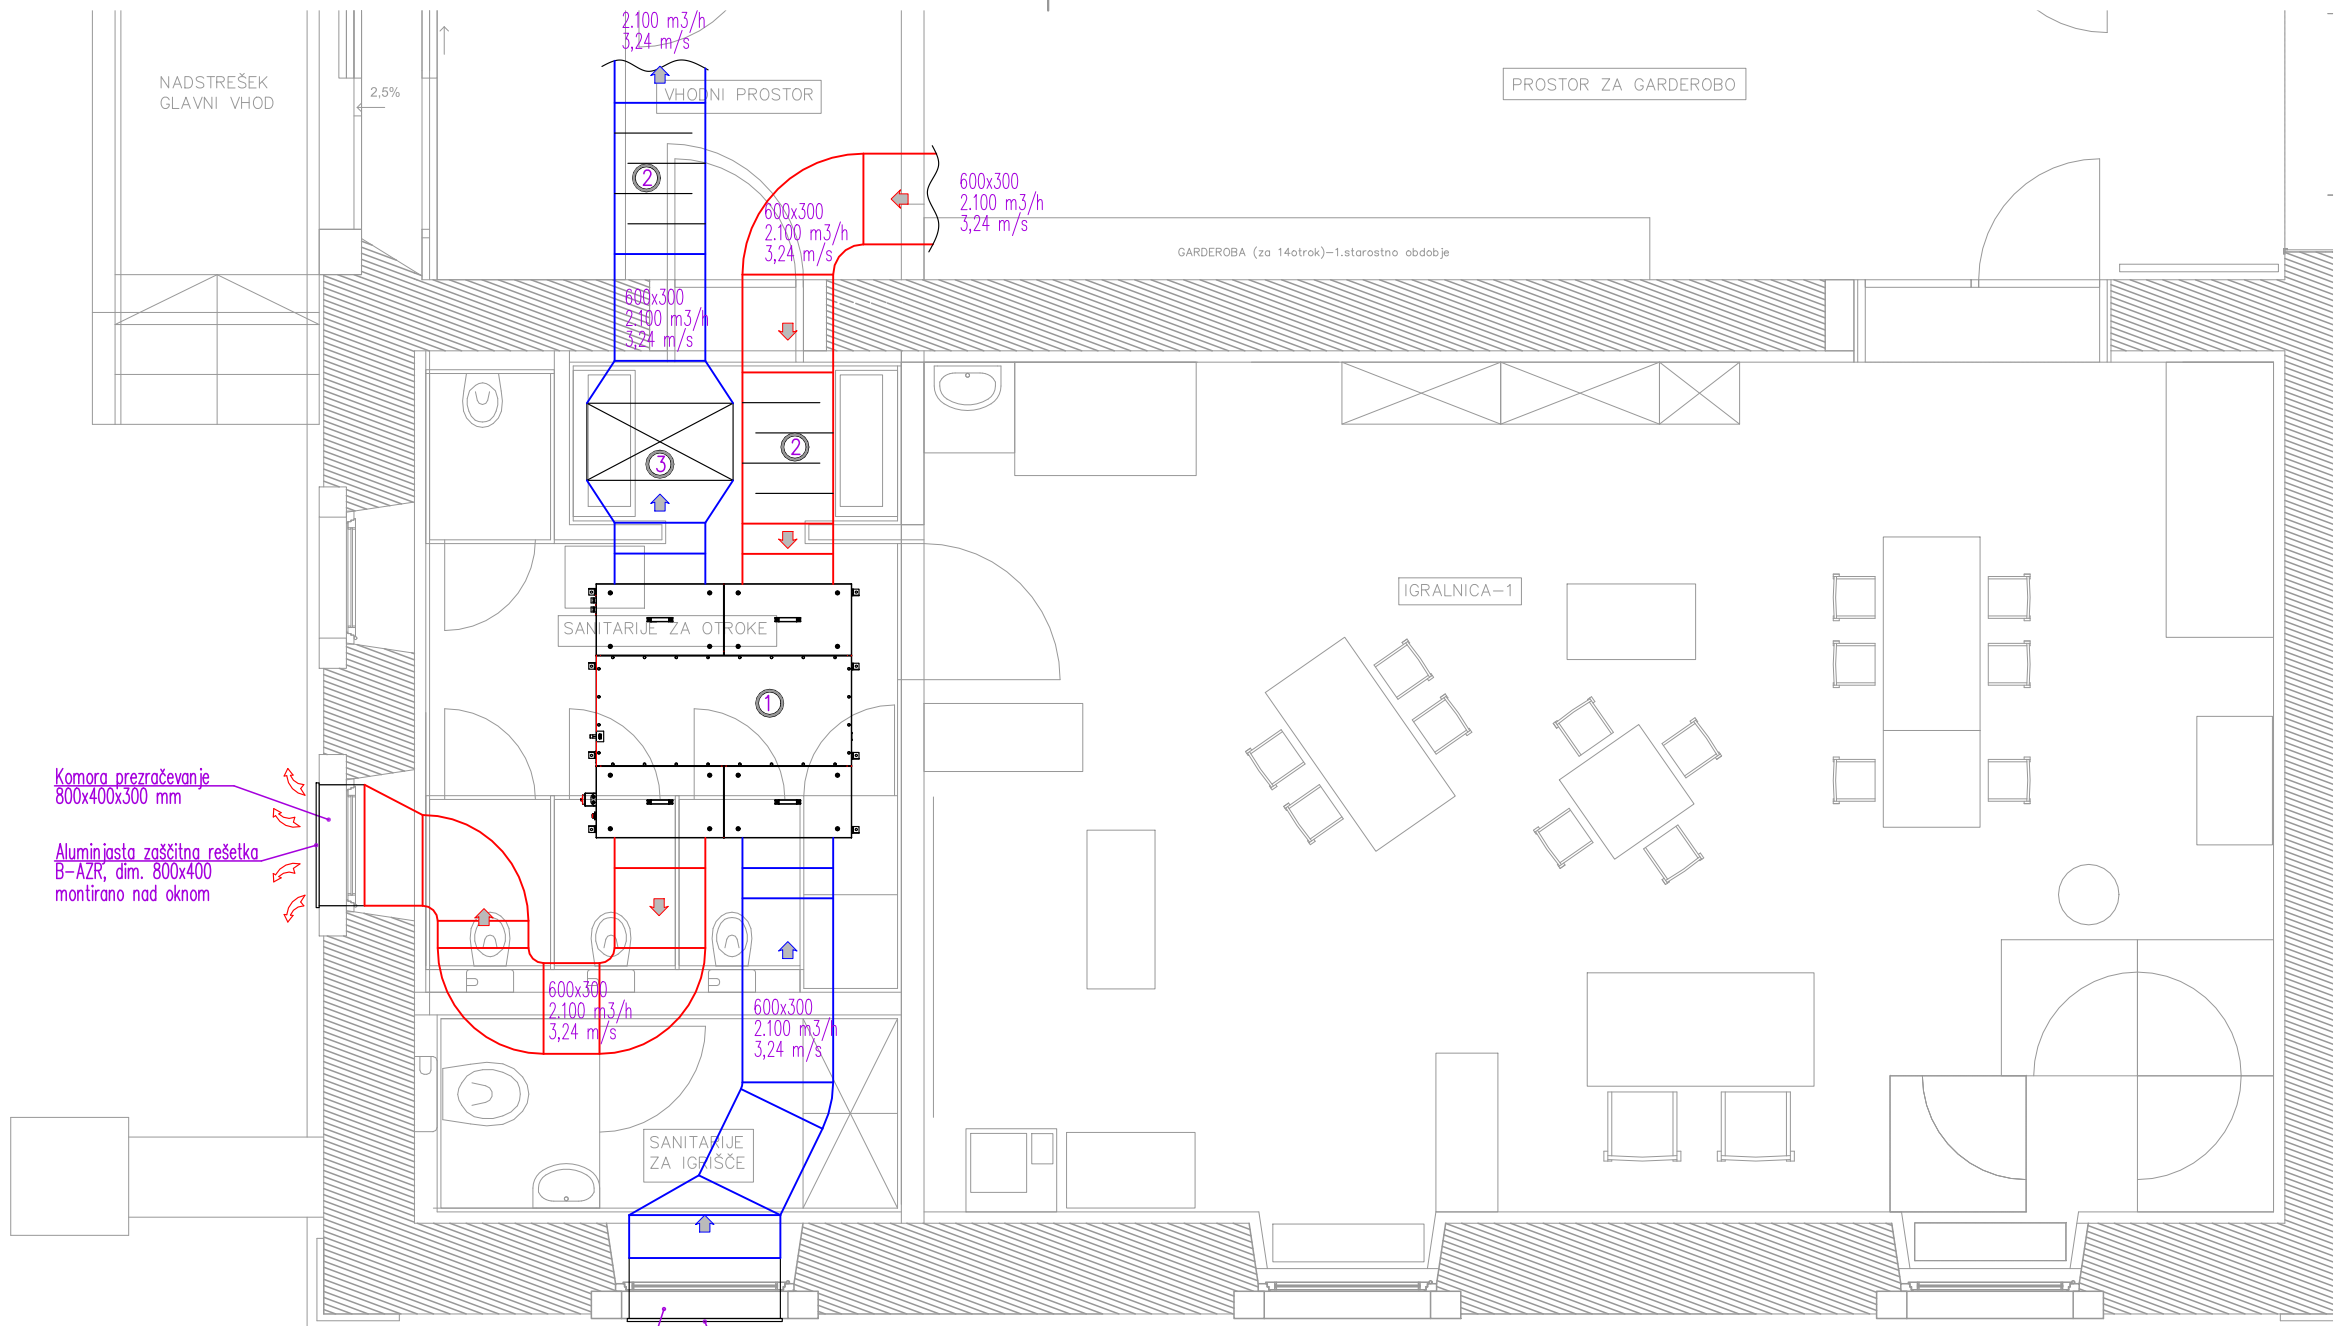 2.100 m3/h
3,24 m/s
NADSTREŠEK
GLAVNI VHOD
2,5%
VHODNI PROSTOR
PROSTOR ZA GARDEROBO
2
600x300
2.100 m3/h
3,24 m/s
600x300
2.100 m3/h
3,24 m/s
GARDEROBA (za 14otrok)-1.starostno obdobje
600x300
2.100 m3/h
3,24 m/s
2
3
IGRALNICA-1
SANITARIJE ZA OTROKE
1
Komora prezračevanje
800x400x300 mm
Aluminjasta zaščitna rešetka
B-AZR, dim. 800x400
montirano nad oknom
600x300
2.100 m3/h
3,24 m/s
600x300
2.100 m3/h
3,24 m/s
SANITARIJE
ZA IGRIŠČE